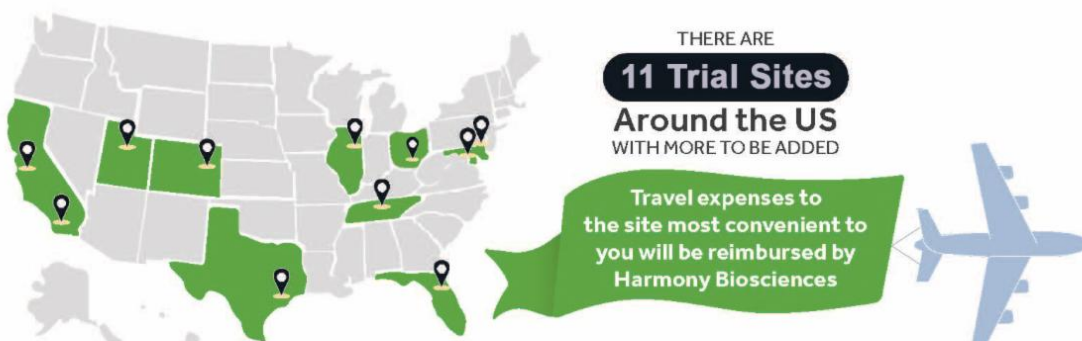 THERE ARE
11 Trial Sites
Around the US
WITH MORE TO BE ADDED
Travel expenses to
the site most convenient to
you will be reimbursed by
Harmony Biosciences